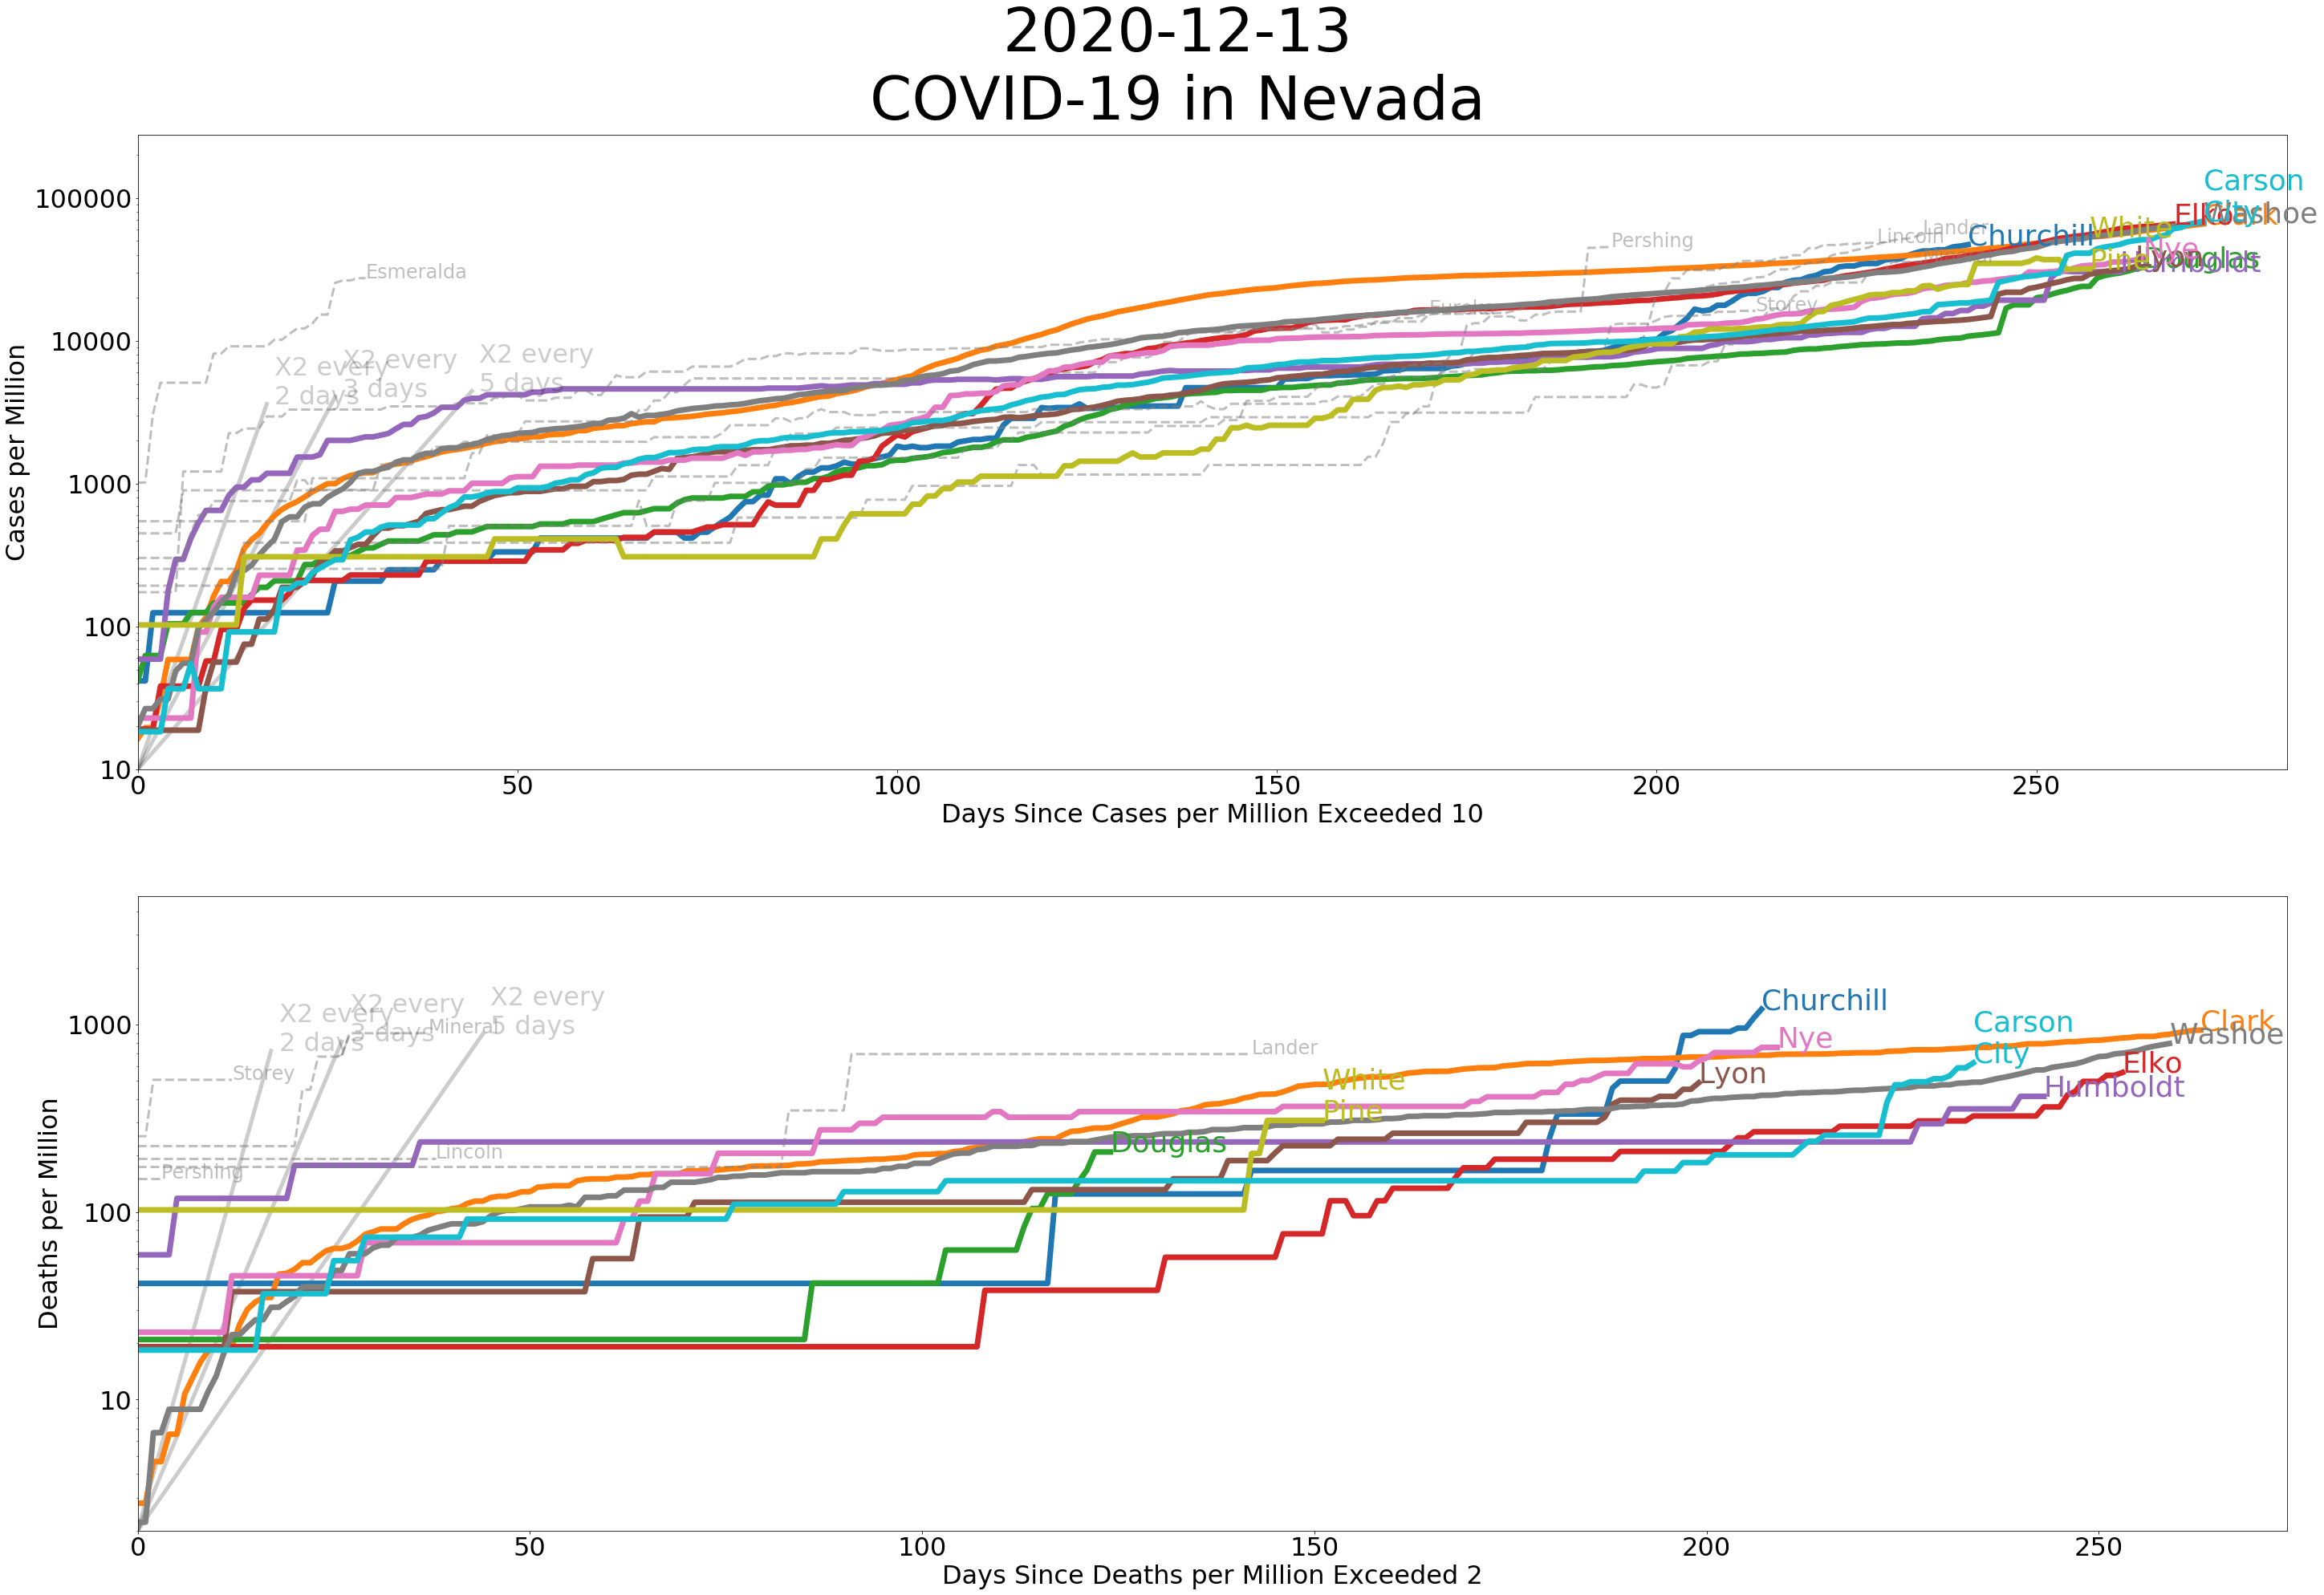 2020-12-13
COVID-19 in Nevada
Cases per Million
100000
10000
1000
100
10
Esmeralda
X2 every
2 days
X2 every
3 days
X2 every
5 days
Pershing
Lander
Lincoln
Storey
Carson
City
Elko
Clark
Washoe
White
Pine
Churchill
Nye
Lyon
Douglas
Humboldt
0
50
100
150
200
250
Days Since Cases per Million Exceeded 10
Deaths per Million
1000
100
10
X2 every
2 days
X2 every
3 days
X2 every
5 days
Mineral
Storey
Lincoln
Pershing
Lander
Churchill
Carson
City
Clark
Washoe
Nye
Lyon
Elko
Humboldt
White
Pine
Douglas
0
50
100
150
200
250
Days Since Deaths per Million Exceeded 2